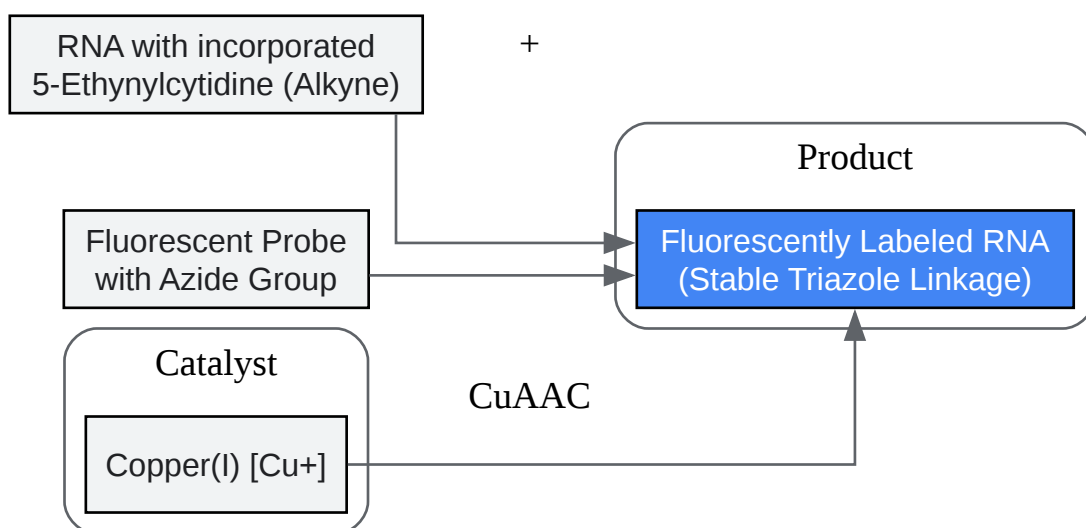 RNA with incorporated
5-Ethynylcytidine (Alkyne)
+
Product
Fluorescent Probe
with Azide Group
Fluorescently Labeled RNA
(Stable Triazole Linkage)
Catalyst
CuAAC
Copper(I) [Cu+]